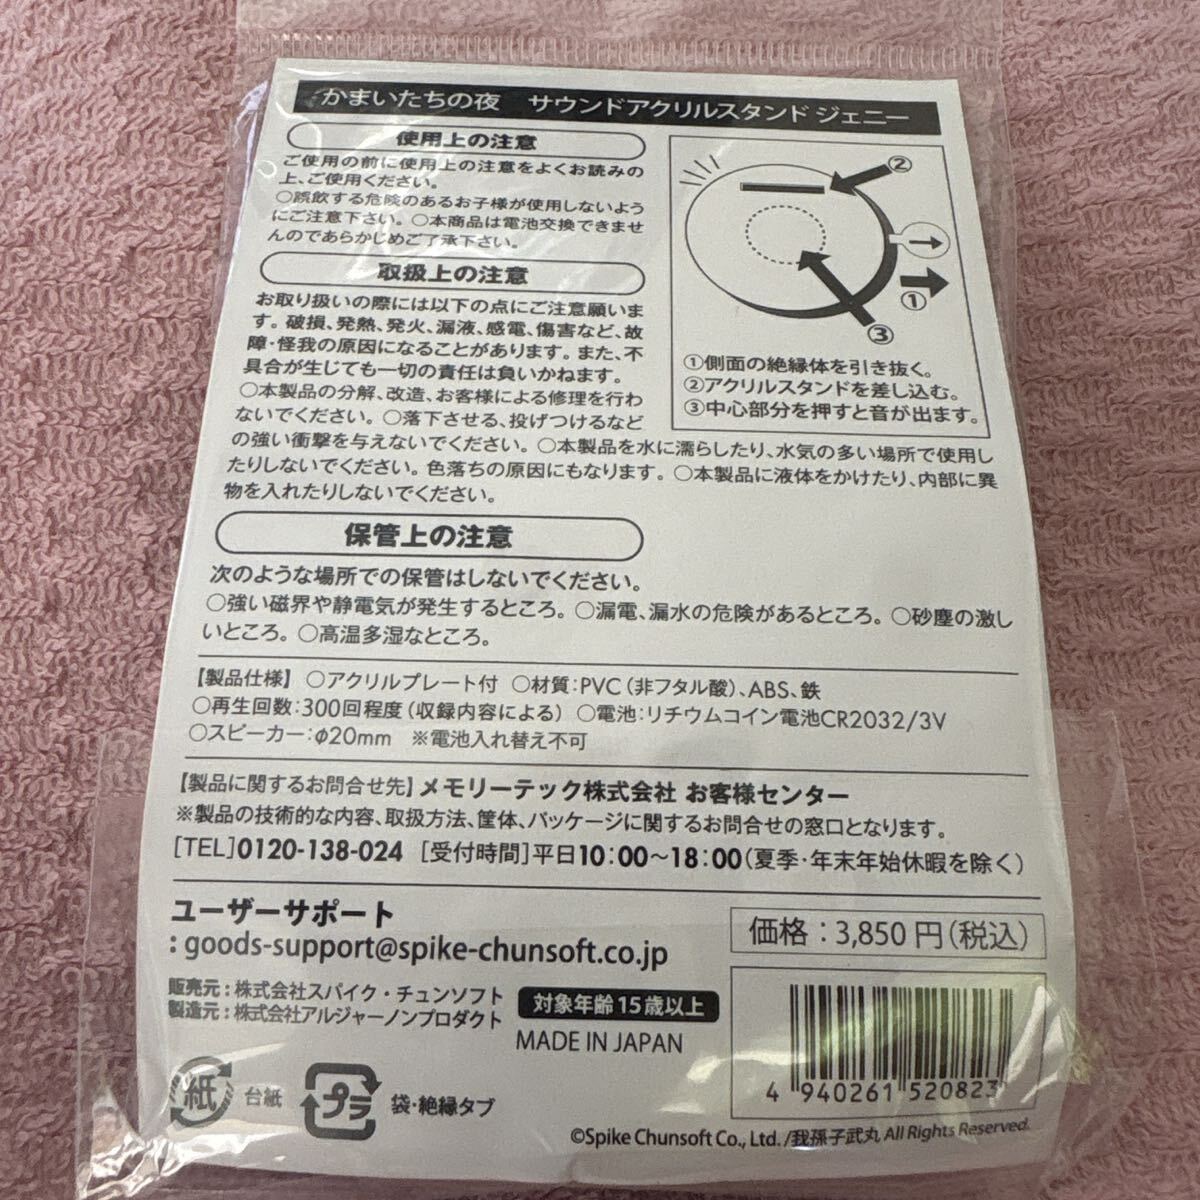 かまいたちの夜　サウンドアクリルスタンド ジェニー
使用上の注意
ご使用の前に使用上の注意をよくお読みの
上、ご使用ください。
○誤飲する危険のあるお子様が使用しないよう
にご注意下さい。○本商品は電池交換できませ
んのであらかじめご了承下さい。
取扱上の注意
お取り扱いの際には以下の点にご注意願いま
す。破損、発熱、発火、漏液、感電、傷害など、故
障・怪我の原因になることがあります。また、不
具合が生じても一切の責任は負いかねます。
○本製品の分解、改造、お客様による修理を行わ
ないでください。○落下させる、投げつけるなど
の強い衝撃を与えないでください。○本製品を水に濡らしたり、水気の多い場所で使用し
たりしないでください。色落ちの原因にもなります。○本製品に液体をかけたり、内部に異
物を入れたりしないでください。
②
→
①
③
①側面の絶縁体を引き抜く。
②アクリルスタンドを差し込む。
③中心部分を押すと音が出ます。
保管上の注意
次のような場所での保管はしないでください。
○強い磁界や静電気が発生するところ。○漏電、漏水の危険があるところ。○砂塵の激し
いところ。○高温多湿なところ。
【製品仕様】 ○アクリルプレート付 ○材質：PVC（非フタル酸）、ABS、鉄
○再生回数：300回程度（収録内容による） ○電池：リチウムコイン電池CR2032/3V
○スピーカー：φ20mm ※電池入れ替え不可
【製品に関するお問合せ先】メモリーテック株式会社 お客様センター
※製品の技術的な内容、取扱方法、筐体、パッケージに関するお問合せの窓口となります。
[TEL]0120-138-024 [受付時間]平日10：00～18：00（夏季・年末年始休暇を除く）
ユーザーサポート
：goods-support@spike-chunsoft.co.jp
価格：3,850円（税込）
販売元：株式会社スパイク・チュンソフト
製造元：株式会社アルジャーノンプロダクト
対象年齢15歳以上
MADE IN JAPAN
紙 台紙
プラ 袋・絶縁タブ
4 940261 520823
©Spike Chunsoft Co., Ltd. /我孫子武丸 All Rights Reserved.